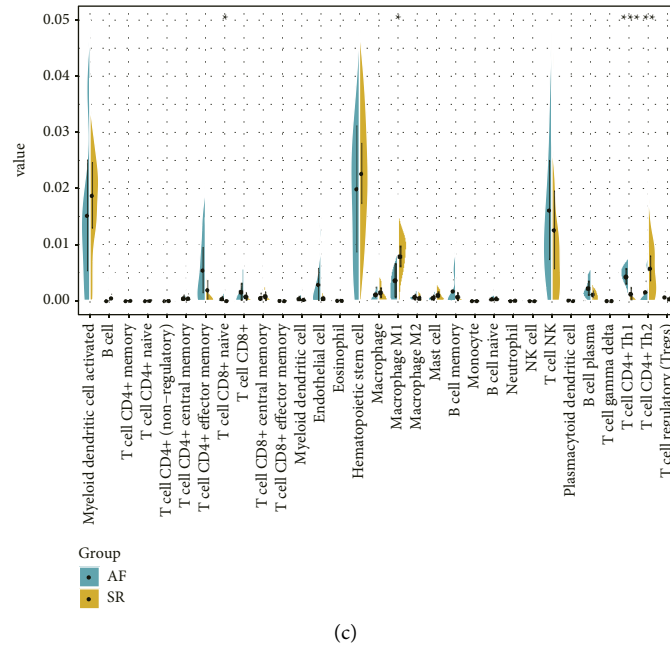 * * *** **
0.05
0.04
0.03
0.02
0.01
0.00
value
Myeloid dendritic cell activated
B cell
T cell CD4+ memory
T cell CD4+ naive
T cell CD4+ (non-regulatory)
T cell CD4+ central memory
T cell CD4+ effector memory
T cell CD8+ naive
T cell CD8+
T cell CD8+ central memory
T cell CD8+ effector memory
Myeloid dendritic cell
Endothelial cell
Eosinophil
Hematopoietic stem cell
Macrophage
Macrophage M1
Macrophage M2
Mast cell
B cell memory
Monocyte
B cell naive
Neutrophil
NK cell
T cell NK
Plasmacytoid dendritic cell
B cell plasma
T cell gamma delta
T cell CD4+ Th1
T cell CD4+ Th2
T cell regulatory (Tregs)
Group
AF
SR
(c)